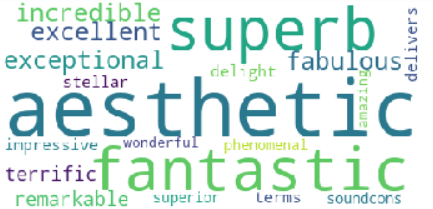 incredible
superb
delivers
excellent
exceptional
fabulous
stellar
delight
amazing
aesthetic
impressive
wonderful
phenomenal
fantastic
terrific
remarkable
superior
terms
soundcons